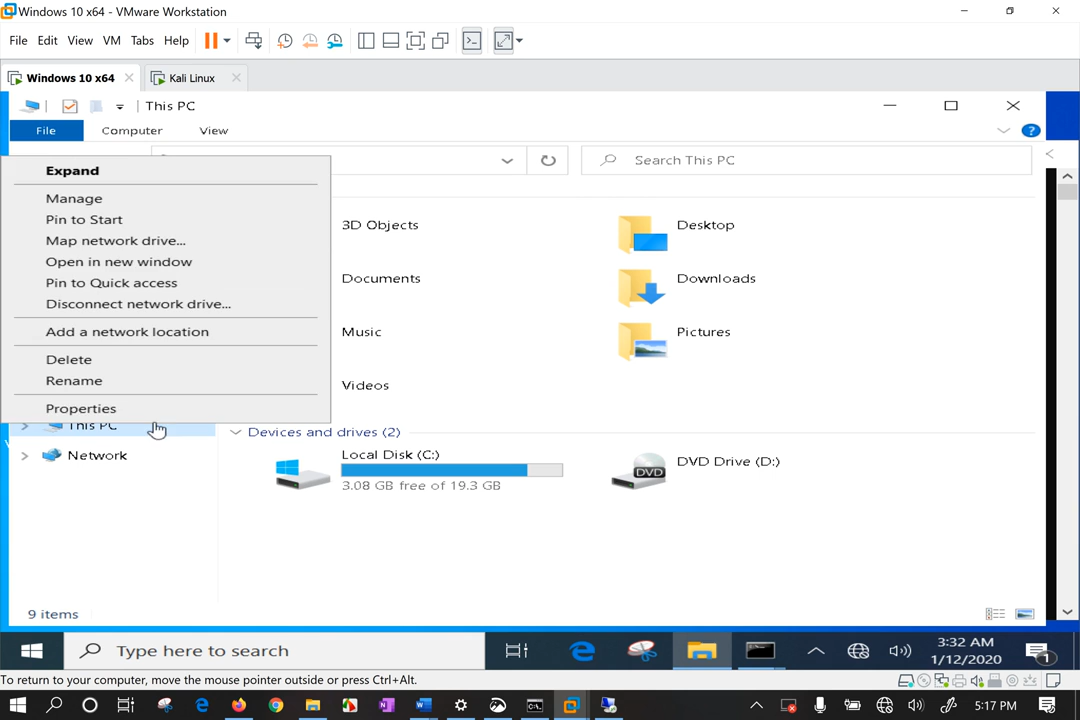 Windows 10 x64 - VMware Workstation
File Edit View VM Tabs Help
Windows 10 x64 Kali Linux
This PC
File Computer View
Search This PC
Expand
Manage
Pin to Start
Map network drive...
Open in new window
Pin to Quick access
Disconnect network drive...
Add a network location
Delete
Rename
Properties
This PC
Network
3D Objects
Desktop
Documents
Downloads
Music
Pictures
Videos
Devices and drives (2)
Local Disk (C:)
3.08 GB free of 19.3 GB
DVD
DVD Drive (D:)
9 items
Type here to search
3:32 AM
1/12/2020
1
To return to your computer, move the mouse pointer outside or press Ctrl+Alt.
5:17 PM